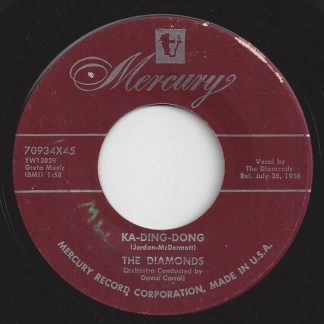 Mercury
70934X45
YW13829
Greta Music
(BMI) 1:58
Vocal by
The Diamonds
Rel. July 26, 1956
KA-DING-DONG
(Jordan-McDermott)
THE DIAMONDS
Orchestra Conducted by
David Carroll
MERCURY RECORD CORPORATION, MADE IN U.S.A.